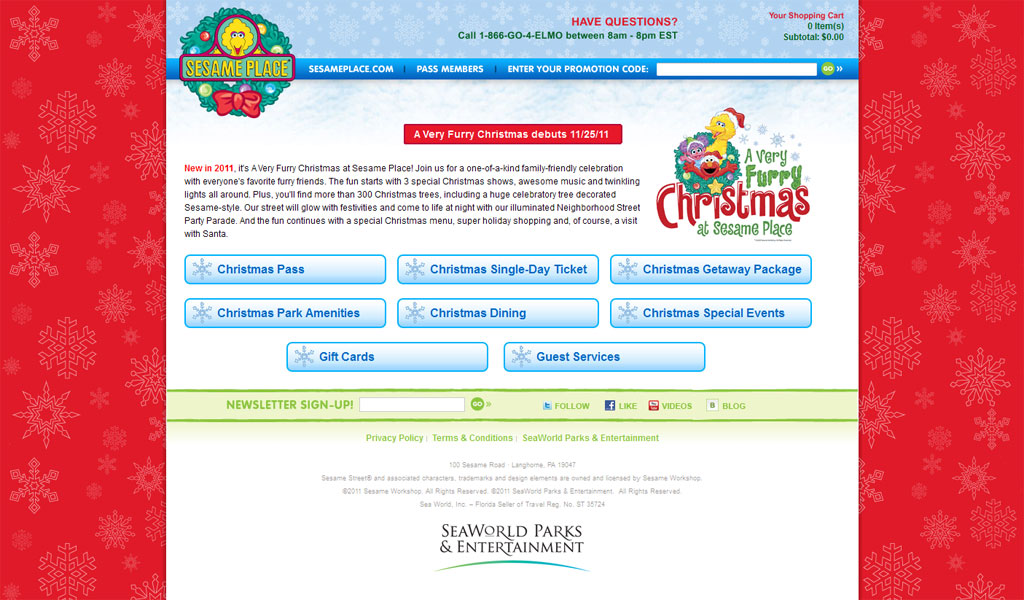 HAVE QUESTIONS?
Call 1-866-GO-4-ELMO between 8am - 8pm EST
Your Shopping Cart
0 Item(s)
Subtotal: $0.00
SESAME PLACE
SESAMEPLACE.COM | PASS MEMBERS | ENTER YOUR PROMOTION CODE: GO »
A Very Furry Christmas debuts 11/25/11
New in 2011, it's A Very Furry Christmas at Sesame Place! Join us for a one-of-a-kind family-friendly celebration
with everyone's favorite furry friends. The fun starts with 3 special Christmas shows, awesome music and twinkling
lights all around. Plus, you'll find more than 300 Christmas trees, including a huge celebratory tree decorated
Sesame-style. Our street will glow with festivities and come to life at night with our illuminated Neighborhood Street
Party Parade. And the fun continues with a special Christmas menu, super holiday shopping and, of course, a visit
with Santa.
A Very
Furry
Christmas
at Sesame Place
Christmas Pass
Christmas Single-Day Ticket
Christmas Getaway Package
Christmas Park Amenities
Christmas Dining
Christmas Special Events
Gift Cards
Guest Services
NEWSLETTER SIGN-UP! GO »
FOLLOW LIKE VIDEOS B BLOG
Privacy Policy | Terms & Conditions | SeaWorld Parks & Entertainment
100 Sesame Road · Langhorne, PA 19047
Sesame Street® and associated characters, trademarks and design elements are owned and licensed by Sesame Workshop.
©2011 Sesame Workshop. All Rights Reserved. ©2011 SeaWorld Parks & Entertainment. All Rights Reserved.
Sea World, Inc. – Florida Seller of Travel Reg. No. ST 35724
SEAWORLD PARKS
& ENTERTAINMENT